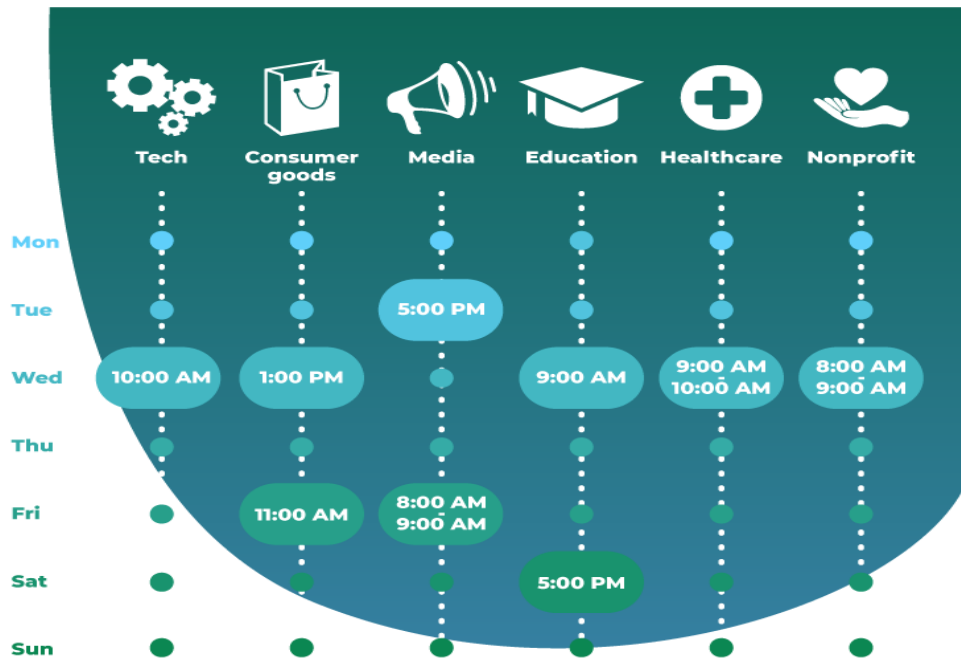 Tech
Consumer
goods
Media
Education
Healthcare
Nonprofit
Mon
Tue
5:00 PM
Wed
10:00 AM
1:00 PM
9:00 AM
9:00 AM
-
10:00 AM
8:00 AM
-
9:00 AM
Thu
Fri
11:00 AM
8:00 AM
-
9:00 AM
Sat
5:00 PM
Sun